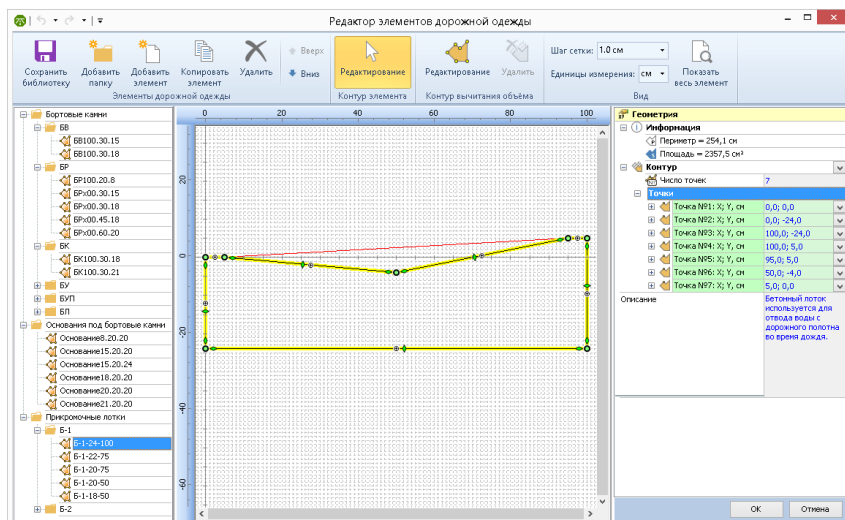 Редактор элементов дорожной одежды
Сохранить библиотеку
Добавить папку
Добавить элемент
Копировать элемент
Удалить
Вверх
Вниз
Элементы дорожной одежды
Редактирование
Контур элемента
Редактирование
Удалить
Контур вычитания объёма
Шаг сетки: 1.0 см
Единицы измерения: см
Показать весь элемент
Вид
Бортовые камни
БВ
БВ100.30.15
БВ100.30.18
БР
БР100.20.8
БРх00.30.15
БРх00.30.18
БРх00.45.18
БРх00.60.20
БК
БК100.30.18
БК100.30.21
БУ
БУП
БЛ
Основания под бортовые камни
Основание8.20.20
Основание15.20.20
Основание15.20.24
Основание18.20.20
Основание20.20.20
Основание21.20.20
Прикромочные лотки
Б-1
Б-1-24-100
Б-1-22-75
Б-1-20-75
Б-1-20-50
Б-1-18-50
Б-2
0 20 40 60 80 100
20
0
-20
-40
-60
Геометрия
Информация
Периметр = 254,1 см
Площадь = 2357,5 см²
Контур
Число точек 7
Точки
Точка №1: X; Y, см 0,0; 0,0
Точка №2: X; Y, см 0,0; -24,0
Точка №3: X; Y, см 100,0; -24,0
Точка №4: X; Y, см 100,0; 5,0
Точка №5: X; Y, см 95,0; 5,0
Точка №6: X; Y, см 50,0; -4,0
Точка №7: X; Y, см 5,0; 0,0
Описание Бетонный лоток
используется для
отвода воды с
дорожного полотна
во время дождя.
ОК
Отмена